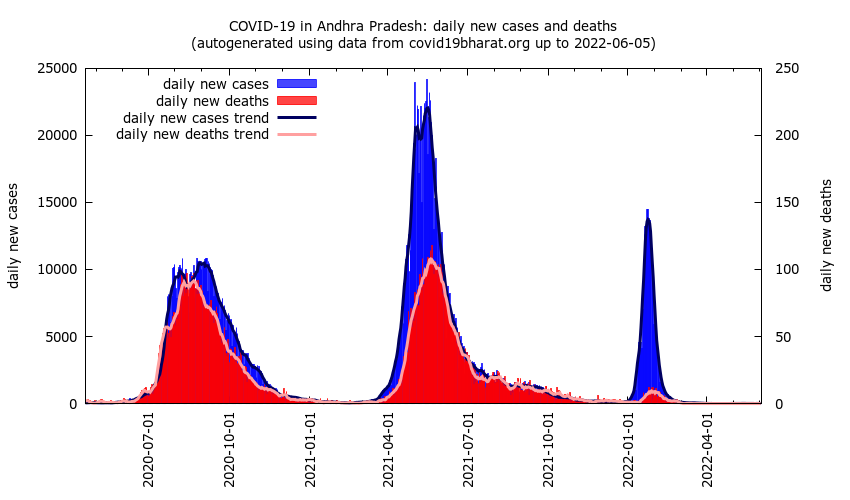 COVID-19 in Andhra Pradesh: daily new cases and deaths
(autogenerated using data from covid19bharat.org up to 2022-06-05)
daily new cases
daily new deaths
daily new cases trend
daily new deaths trend
25000
20000
15000
10000
5000
0
daily new cases
250
200
150
100
50
0
daily new deaths
2020-07-01
2020-10-01
2021-01-01
2021-04-01
2021-07-01
2021-10-01
2022-01-01
2022-04-01